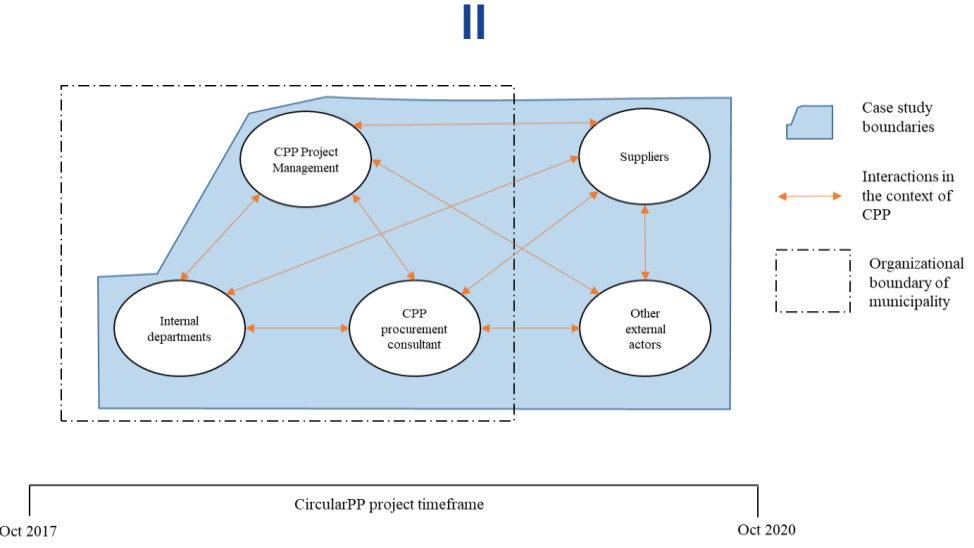 II
CPP Project
Management
Suppliers
Internal
departments
CPP
procurement
consultant
Other
external
actors
Case study
boundaries
Interactions in
the context of
CPP
Organizational
boundary of
municipality
CircularPP project timeframe
Oct 2017
Oct 2020